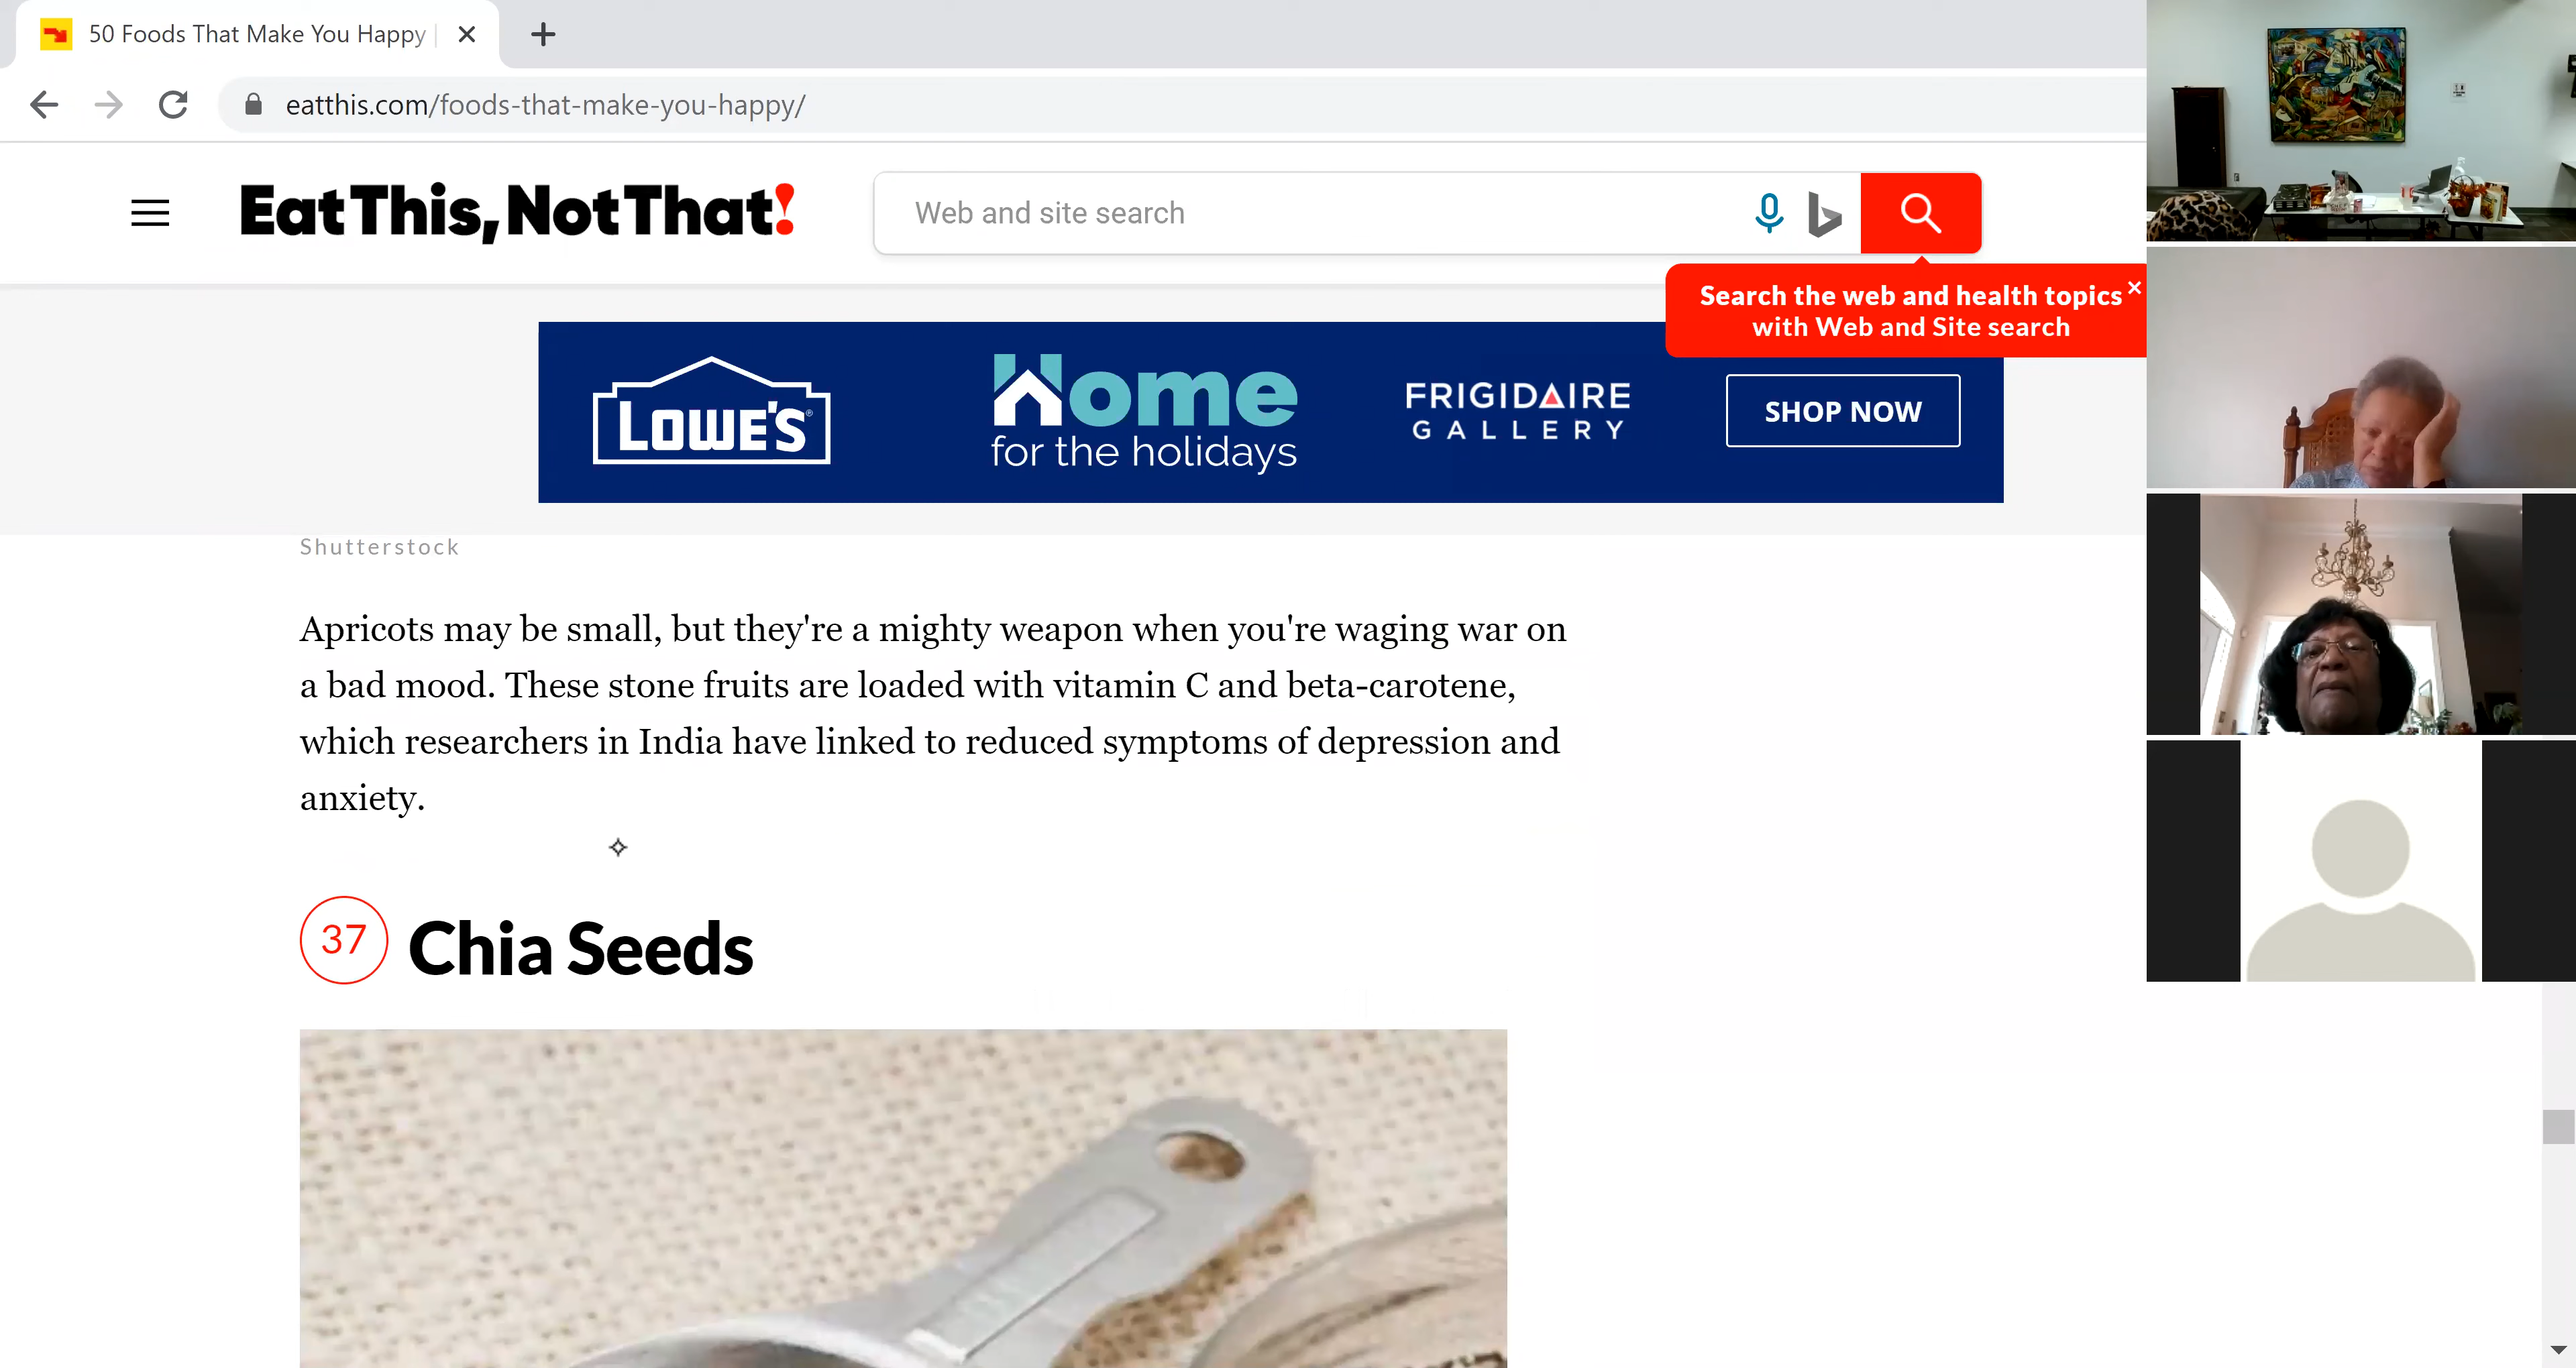 50 Foods That Make You Happy |
eatthis.com/foods-that-make-you-happy/
Eat This, Not That!
Web and site search
Search the web and health topics
with Web and Site search
LOWE'S®
Home
for the holidays
FRIGIDAIRE
GALLERY
SHOP NOW
Shutterstock
Apricots may be small, but they're a mighty weapon when you're waging war on
a bad mood. These stone fruits are loaded with vitamin C and beta-carotene,
which researchers in India have linked to reduced symptoms of depression and
anxiety.
37 Chia Seeds